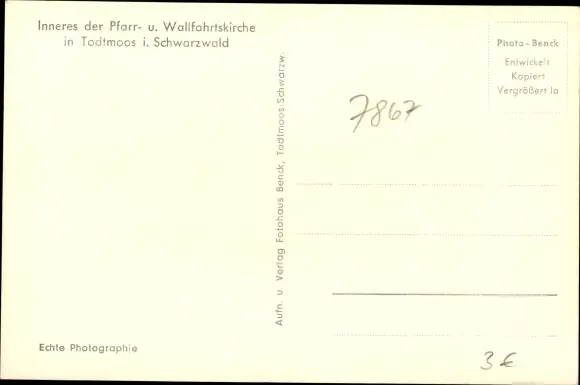 Inneres der Pfarr- u. Wallfahrtskirche
in Todtmoos i. Schwarzwald
Photo-Benck
Entwickelt
Kopiert
Vergrößert Ia
7867
Aufn. u. Verlag Fotohaus Benck, Todtmoos-Schwarzw.
Echte Photographie
3 €